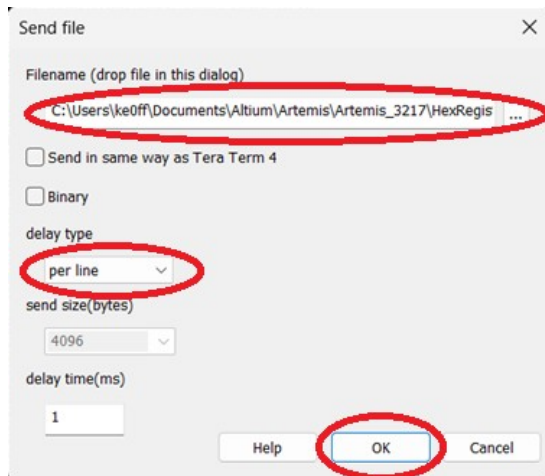 Send file
Filename (drop file in this dialog)
C:\Users\ke0ff\Documents\Altium\Artemis\Artemis_3217\HexRegis ...
Send in same way as Tera Term 4
Binary
delay type
per line
send size(bytes)
4096
delay time(ms)
1
Help OK Cancel